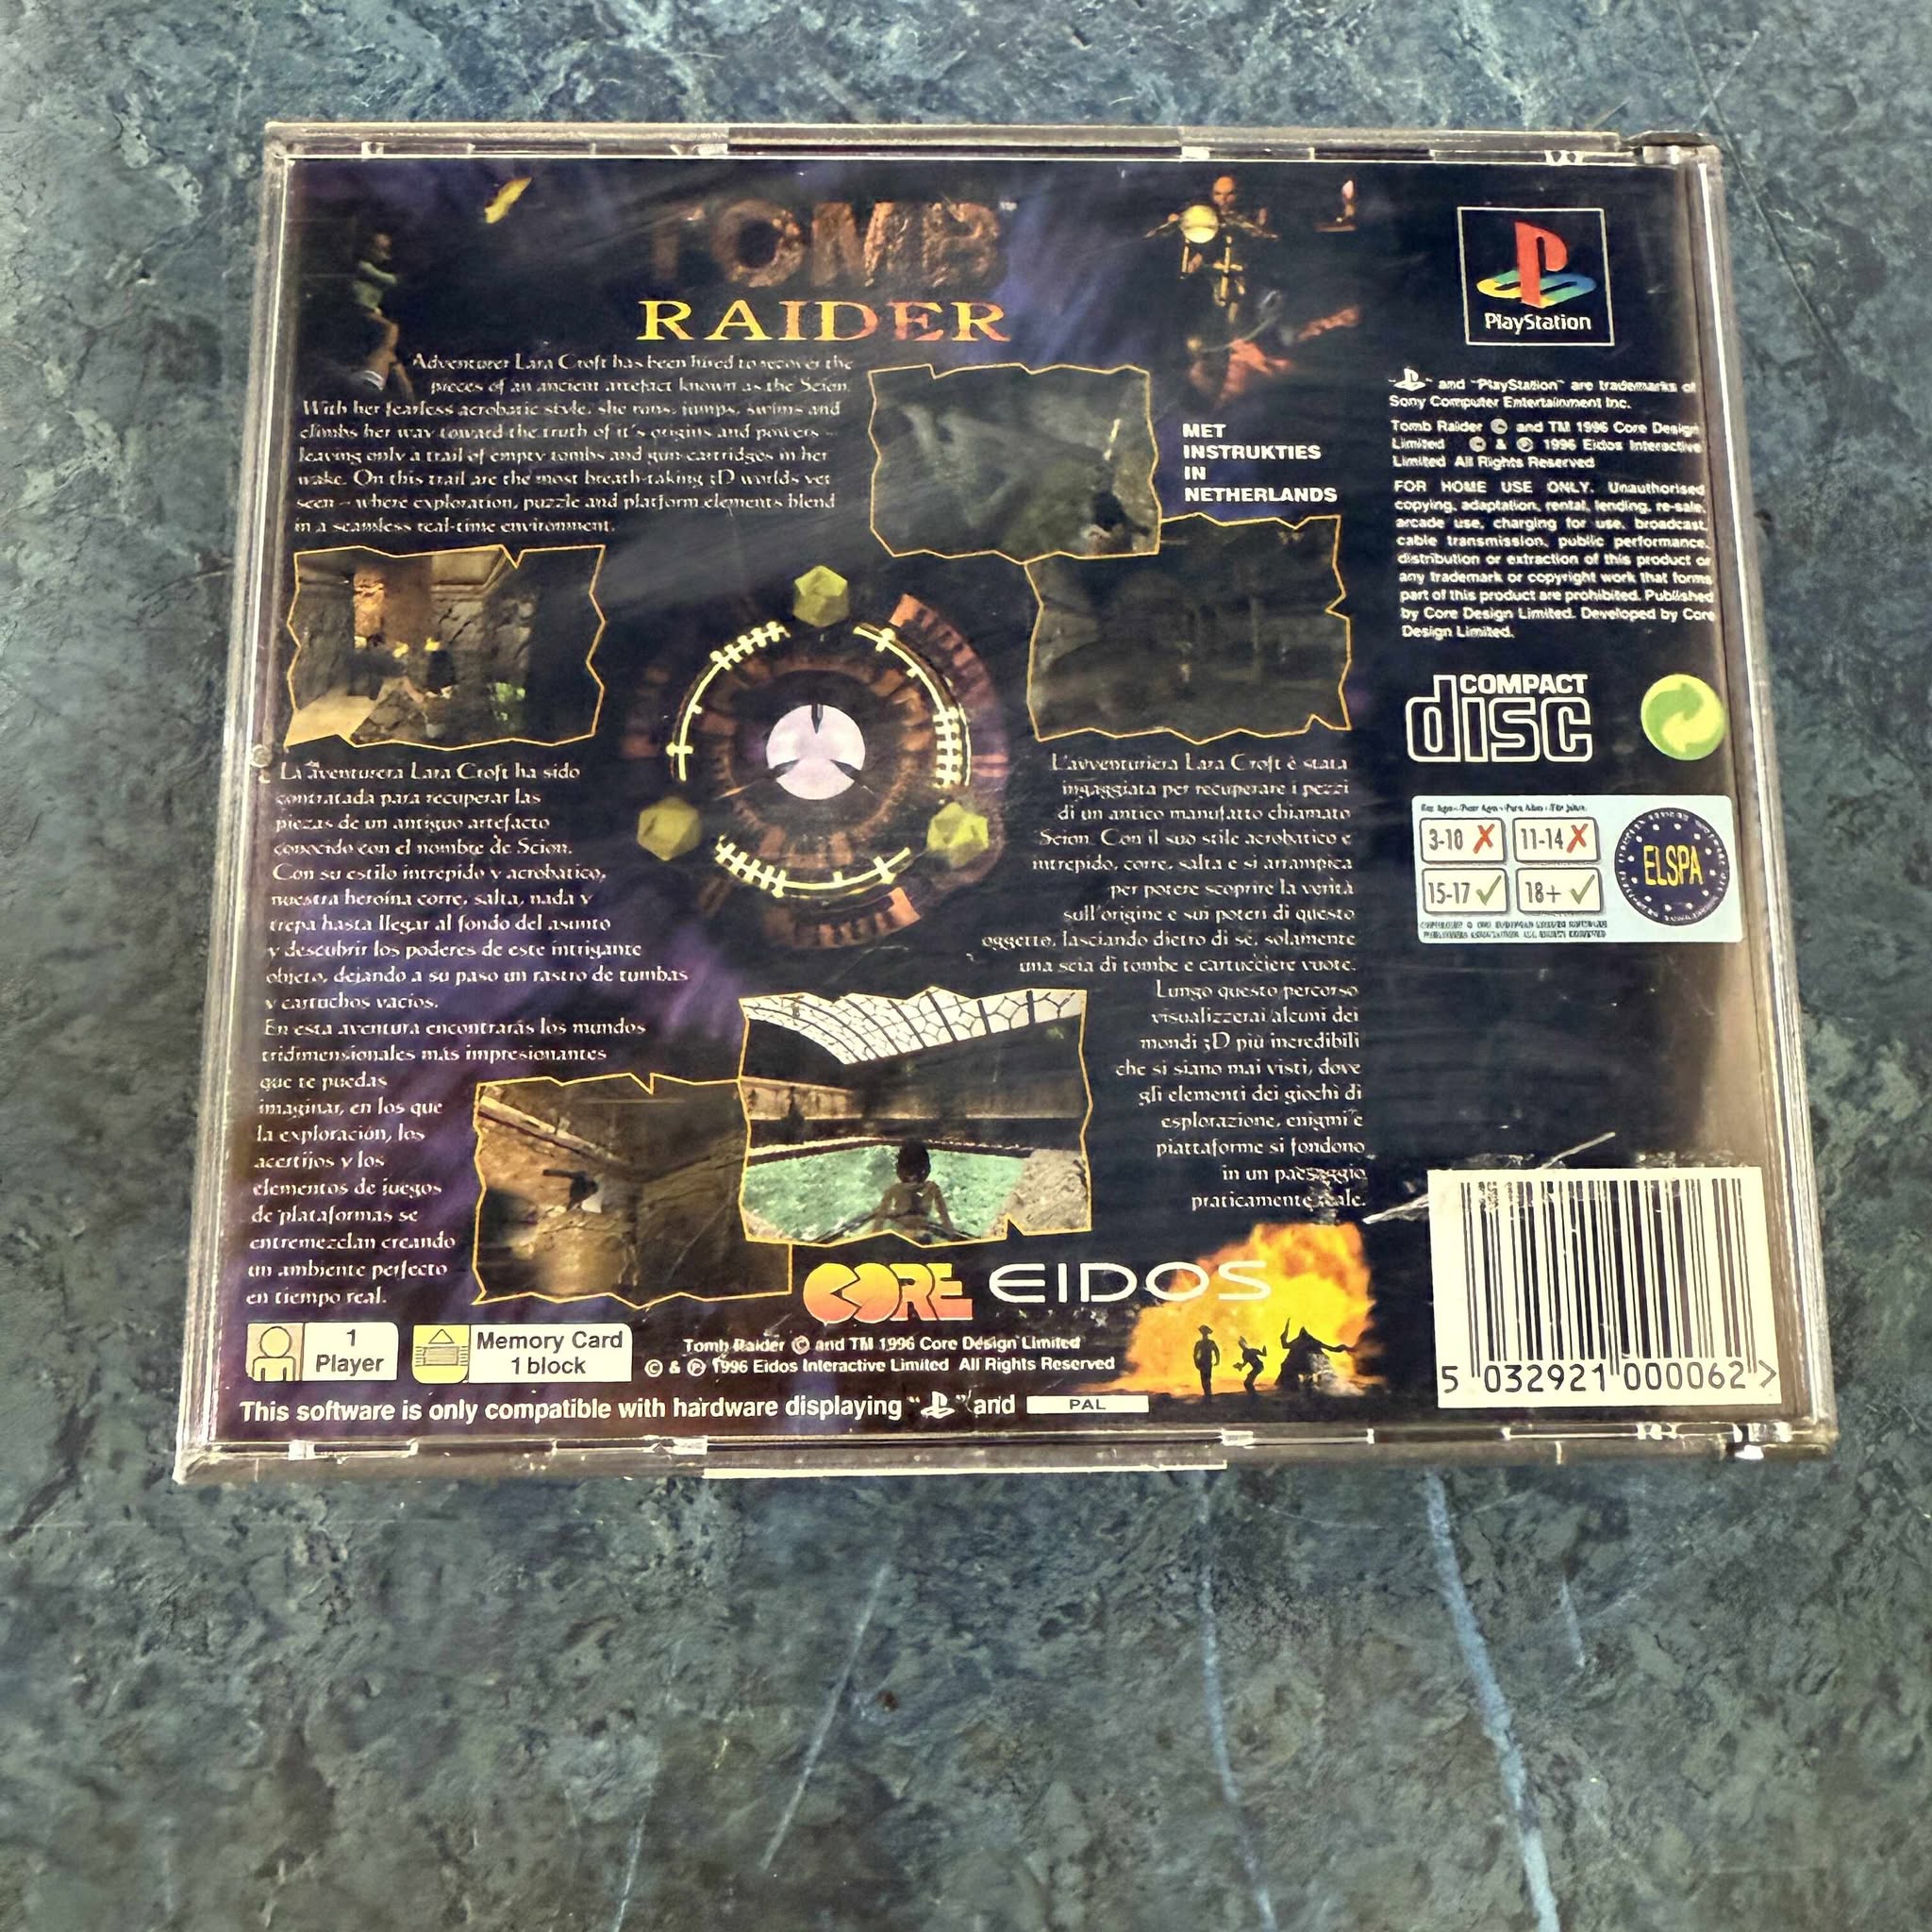 TOMB
RAIDER
Adventurer Lara Croft has been hired to recover the
pieces of an ancient artefact known as the Scion.
With her fearless acrobatic style, she runs, jumps, swims and
climbs her way toward the truth of it's origins and powers –
leaving only a trail of empty tombs and gun-cartridges in her
wake. On this trail are the most breath-taking 3D worlds yet
seen – where exploration, puzzle and platform elements blend
in a seamless real-time environment.
MET
INSTRUKTIES
IN
NETHERLANDS
La aventurera Lara Croft ha sido
contratada para recuperar las
piezas de un antiguo artefacto
conocido con el nombre de Scion.
Con su estilo intrépido y acrobático,
nuestra heroína corre, salta, nada y
trepa hasta llegar al fondo del asunto
y descubrir los poderes de este intrigante
objeto, dejando a su paso un rastro de tumbas
y cartuchos vacíos.
En esta aventura encontrarás los mundos
tridimensionales más impresionantes
que te puedas
imaginar, en los que
la exploración, los
acertijos y los
elementos de juegos
de plataformas se
entremezclan creando
un ambiente perfecto
en tiempo real.
L'avventuriera Lara Croft è stata
ingaggiata per recuperare i pezzi
di un antico manufatto chiamato
Scion. Con il suo stile acrobatico e
intrepido, corre, salta e si arrampica
per potere scoprire la verità
sull'origine e sui poteri di questo
oggetto, lasciando dietro di sé, solamente
una scia di tombe e cartucciere vuote.
Lungo questo percorso
visualizzerai alcuni dei
mondi 3D più incredibili
che si siano mai visti, dove
gli elementi dei giochi di
esplorazione, enigmi e
piattaforme si fondono
in un paesaggio
praticamente reale.
CORE EIDOS
1
Player
Memory Card
1 block
Tomb Raider © and TM 1996 Core Design Limited
© & ℗ 1996 Eidos Interactive Limited All Rights Reserved
This software is only compatible with hardware displaying " " and PAL
PlayStation
and "PlayStation" are trademarks of
Sony Computer Entertainment Inc.
Tomb Raider © and TM 1996 Core Design
Limited © & ℗ 1996 Eidos Interactive
Limited All Rights Reserved
FOR HOME USE ONLY. Unauthorised
copying, adaptation, rental, lending, re-sale,
arcade use, charging for use, broadcast,
cable transmission, public performance,
distribution or extraction of this product or
any trademark or copyright work that forms
part of this product are prohibited. Published
by Core Design Limited. Developed by Core
Design Limited.
COMPACT
disc
3-10 ✗ 11-14 ✗
15-17 ✓ 18+ ✓
ELSPA
5 032921 000062 >